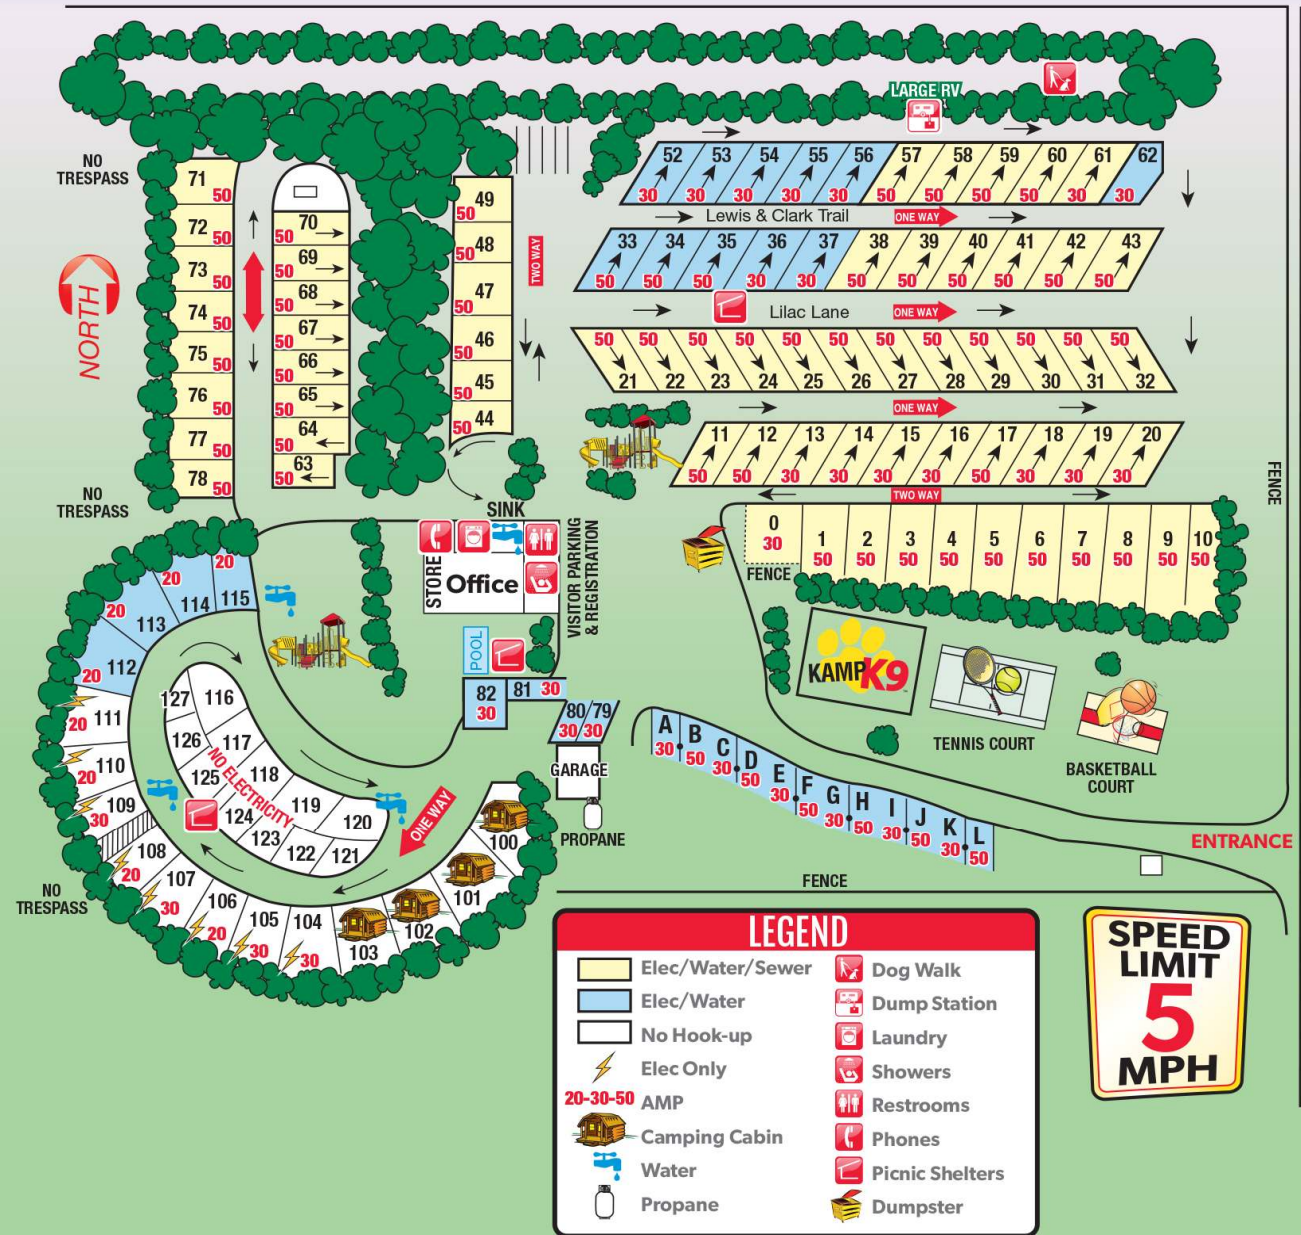 LARGE RV
NO
TRESPASS
52 53 54 55 56 57 58 59 60 61 62
30 30 30 30 30 50 50 50 50 30 30
Lewis & Clark Trail
ONE WAY
33 34 35 36 37 38 39 40 41 42 43
50 50 50 30 30 50 50 50 50 50 50
Lilac Lane
ONE WAY
50 50 50 50 50 50 50 50 50 50 50 50
21 22 23 24 25 26 27 28 29 30 31 32
ONE WAY
11 12 13 14 15 16 17 18 19 20
50 50 30 30 30 30 30 30 30 30
TWO WAY
0 1 2 3 4 5 6 7 8 9 10
30 50 50 50 50 50 50 50 50 50 50
FENCE
FENCE
71 50
72 50
73 50
74 50
75 50
76 50
77 50
78 50
70 50
69 50
68 50
67 50
66 50
65 50
64 50
63 50
49 50
48 50
47 50
46 50
45 50
44 50
TWO WAY
NORTH
NO
TRESPASS
SINK
STORE
Office
VISITOR PARKING
& REGISTRATION
POOL
82 30
81 30
80 79
30 30
GARAGE
PROPANE
KAMP K9
TENNIS COURT
BASKETBALL
COURT
A B C D E F G H I J K L
30 50 30 50 30 50 30 50 30 50 30 50
ENTRANCE
FENCE
115 20
114 20
113 20
112 20
111 20
110 20
109 30
108 20
107 30
106 20
105 30
104 30
103
102
101
100
127 116
126 117
125 118
124 119
123 120
122 121
NO ELECTRICITY
ONE WAY
NO
TRESPASS
LEGEND
Elec/Water/Sewer
Elec/Water
No Hook-up
Elec Only
20-30-50 AMP
Camping Cabin
Water
Propane
Dog Walk
Dump Station
Laundry
Showers
Restrooms
Phones
Picnic Shelters
Dumpster
SPEED
LIMIT
5
MPH